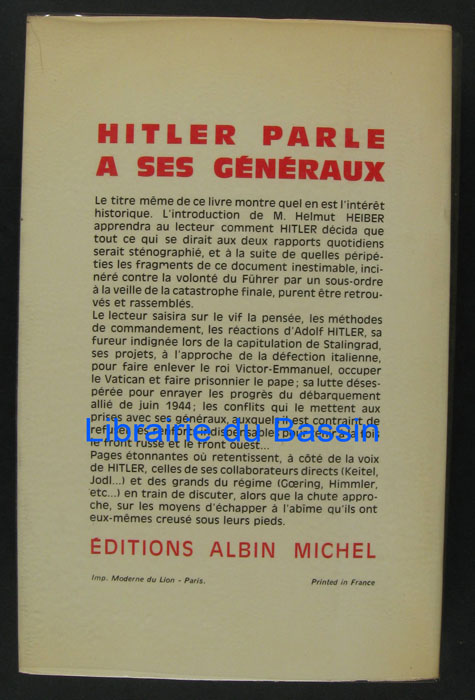 HITLER PARLE
A SES GÉNÉRAUX
Le titre même de ce livre montre quel en est l'intérêt
historique. L'introduction de M. Helmut HEIBER
apprendra au lecteur comment HITLER décida que
tout ce qui se dirait aux deux rapports quotidiens
serait sténographié, et à la suite de quelles péripé-
ties les fragments de ce document inestimable, inci-
néré contre la volonté du Führer par un sous-ordre
à la veille de la catastrophe finale, purent être retrou-
vés et rassemblés.
Le lecteur saisira sur le vif la pensée, les méthodes
de commandement, les réactions d'Adolf HITLER, sa
fureur indignée lors de la capitulation de Stalingrad,
ses projets, à l'approche de la défection italienne,
pour faire enlever le roi Victor-Emmanuel, occuper
le Vatican et faire prisonnier le pape; sa lutte déses-
pérée pour enrayer les progrès du débarquement
allié de juin 1944; les conflits qui le mettent aux
prises avec ses généraux, auxquels est contraint de
refuser les renforts indispensables
le front russe et le front ouest...
Librairie du Bassin
Pages étonnantes où retentissent, à côté de la voix
de HITLER, celles de ses collaborateurs directs (Keitel,
Jodl...) et des grands du régime (Gœring, Himmler,
etc...) en train de discuter, alors que la chute appro-
che, sur les moyens d'échapper à l'abîme qu'ils ont
eux-mêmes creusé sous leurs pieds.
ÉDITIONS ALBIN MICHEL
Imp. Moderne du Lion - Paris.
Printed in France